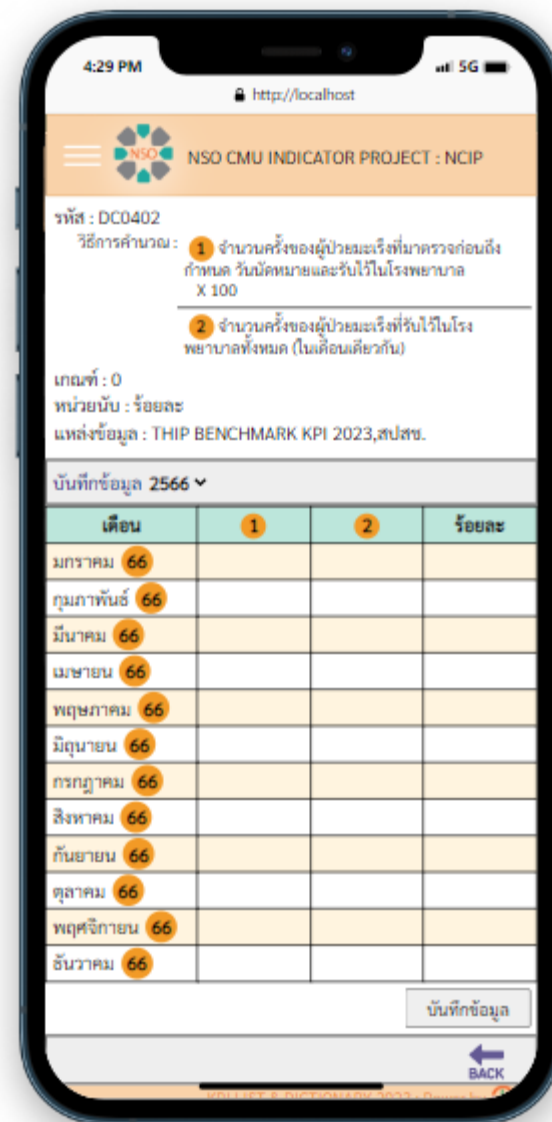 4:29 PM
5G
http://localhost
NSO
NSO CMU INDICATOR PROJECT : NCIP
รหัส : DC0402
วิธีการคำนวณ : 1 จำนวนครั้งของผู้ป่วยมะเร็งที่มาตรวจก่อนถึง
กำหนด วันนัดหมายและรับไว้ในโรงพยาบาล
X 100
2 จำนวนครั้งของผู้ป่วยมะเร็งที่รับไว้ในโรง
พยาบาลทั้งหมด (ในเดือนเดียวกัน)
เกณฑ์ : 0
หน่วยนับ : ร้อยละ
แหล่งข้อมูล : THIP BENCHMARK KPI 2023,สปสช.
บันทึกข้อมูล 2566
เดือน 1 2 ร้อยละ
มกราคม 66
กุมภาพันธ์ 66
มีนาคม 66
เมษายน 66
พฤษภาคม 66
มิถุนายน 66
กรกฎาคม 66
สิงหาคม 66
กันยายน 66
ตุลาคม 66
พฤศจิกายน 66
ธันวาคม 66
บันทึกข้อมูล
BACK